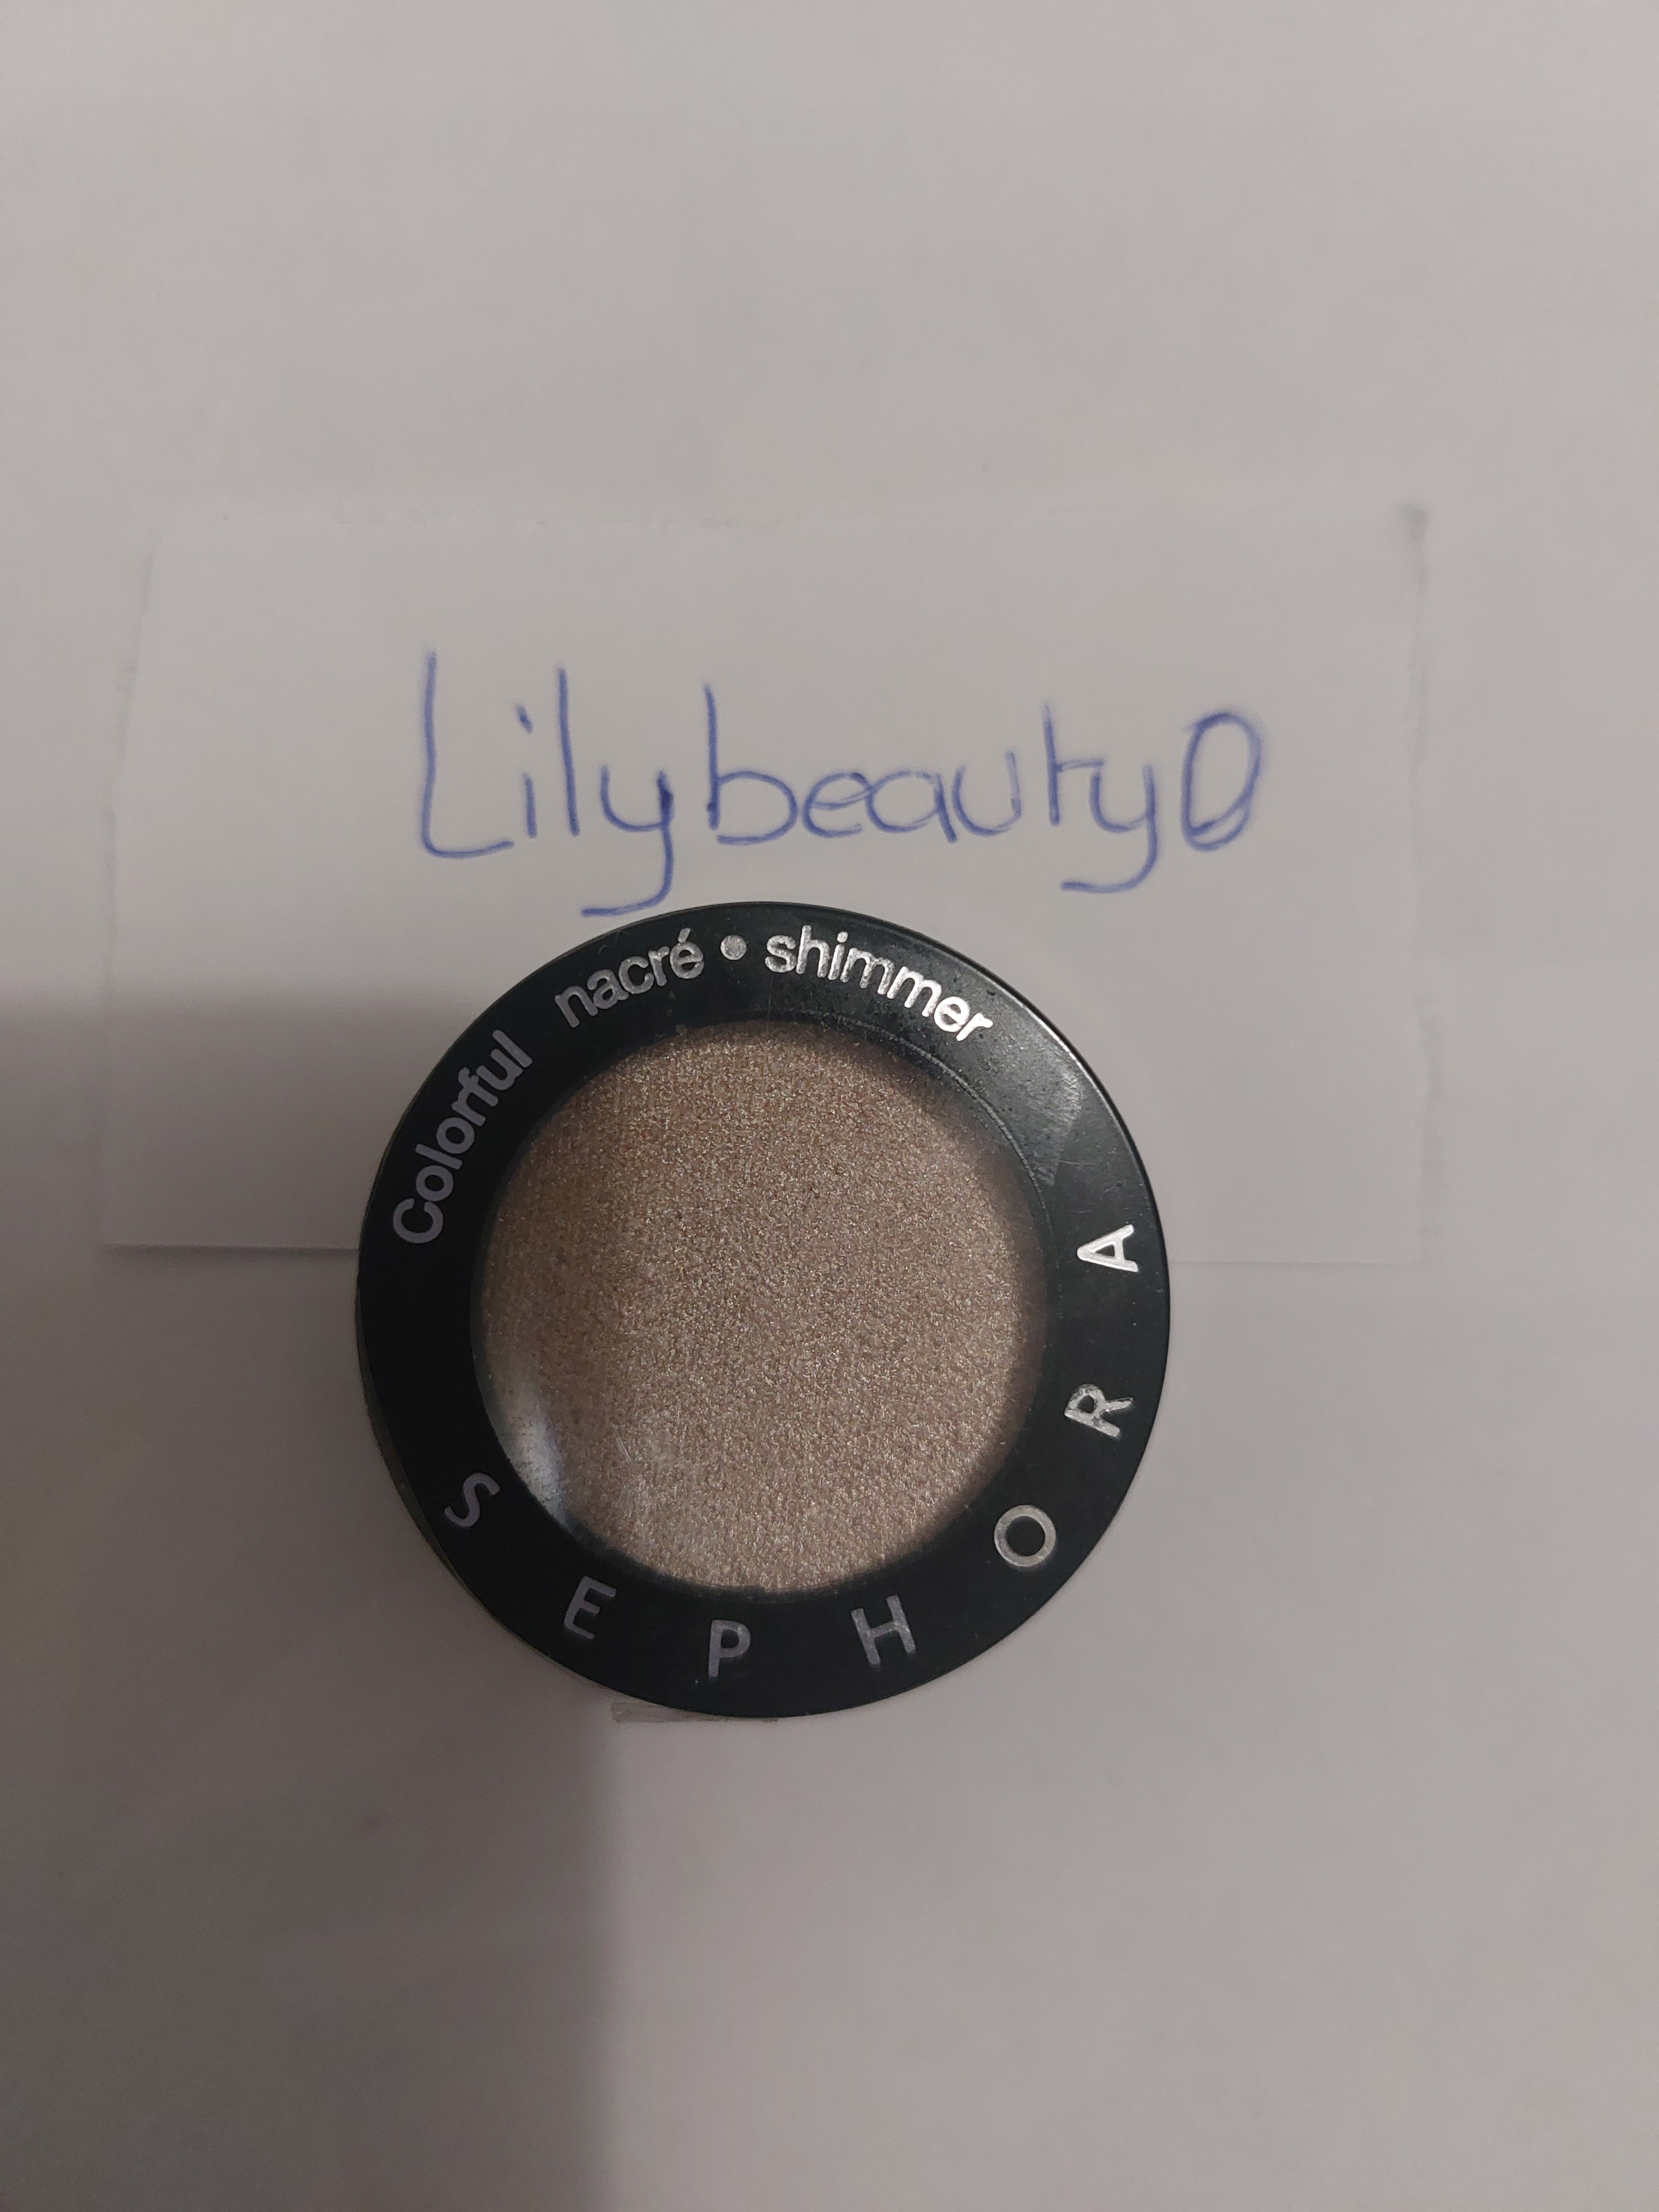 Lilybeauty0
Colorful nacré • shimmer
SEPHORA